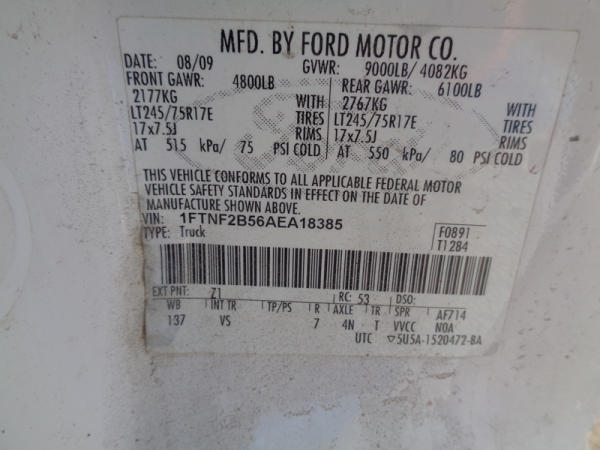 MFD. BY FORD MOTOR CO.
DATE: 08/09 GVWR: 9000LB/ 4082KG
FRONT GAWR: 4800LB REAR GAWR: 6100LB
2177KG WITH 2767KG WITH
LT245/75R17E TIRES LT245/75R17E TIRES
17x7.5J RIMS 17x7.5J RIMS
AT 515 kPa/ 75 PSI COLD AT 550 kPa/ 80 PSI COLD
THIS VEHICLE CONFORMS TO ALL APPLICABLE FEDERAL MOTOR
VEHICLE SAFETY STANDARDS IN EFFECT ON THE DATE OF
MANUFACTURE SHOWN ABOVE.
VIN: 1FTNF2B56AEA18385 F0891
TYPE: Truck T1284
EXT PNT: Z1 RC: 53 DSO:
WB INT TR TP/PS R AXLE TR SPR AF714
137 VS 7 4N T VVCC NOA
UTC ▽5U5A-1520472-BA